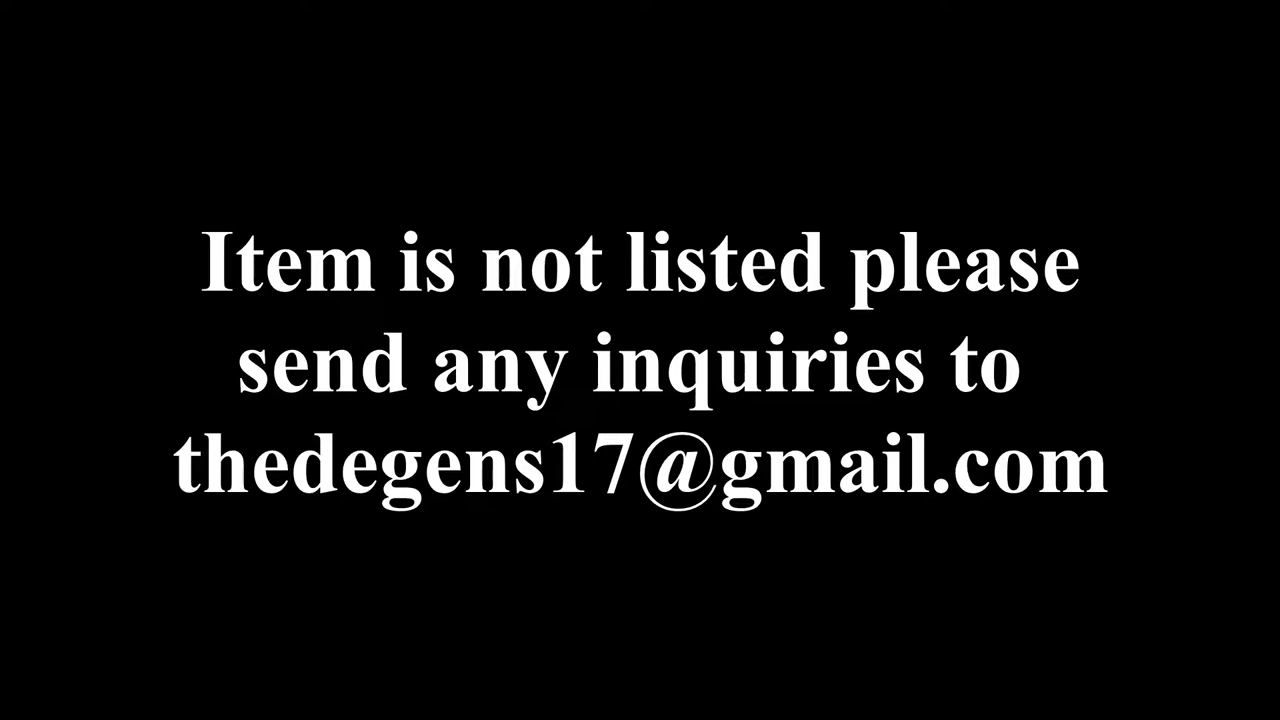 Item is not listed please
send any inquiries to
thedegens17@gmail.com